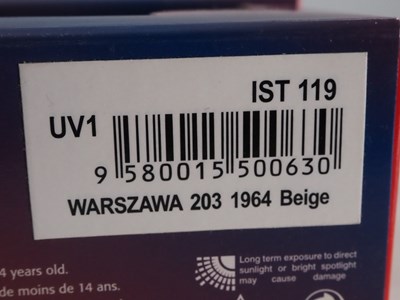 IST 119
UV1
9 580015 500630
WARSZAWA 203 1964 Beige
4 years old.
de moins de 14 ans.
Long term exposure to direct
sunlight or bright spotlight
may cause damage